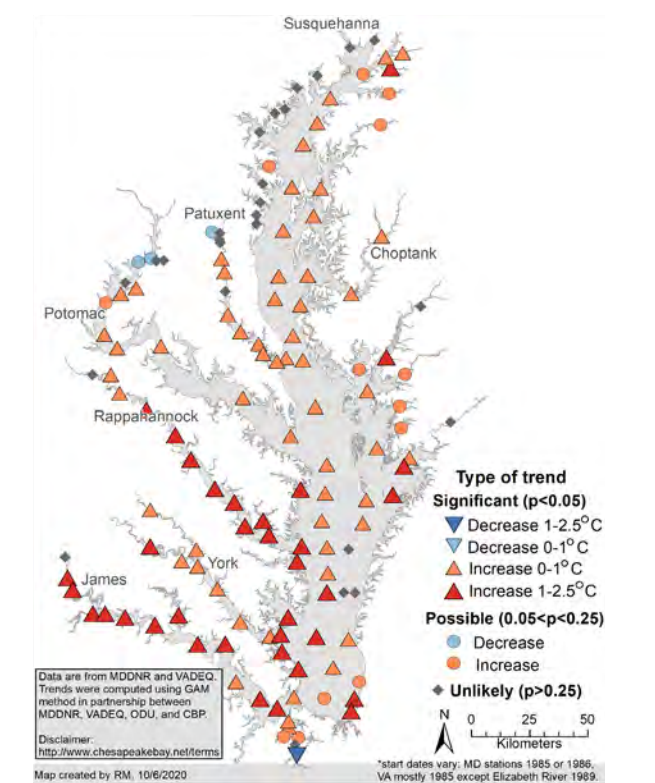 Susquehanna
Patuxent
Choptank
Potomac
Rappahannock
York
James
Type of trend
Significant (p<0.05)
Decrease 1-2.5°C
Decrease 0-1°C
Increase 0-1°C
Increase 1-2.5°C
Possible (0.05<p<0.25)
Decrease
Increase
Unlikely (p>0.25)
N
0 25 50
Kilometers
Data are from MDDNR and VADEQ.
Trends were computed using GAM
method in partnership between
MDDNR, VADEQ, ODU, and CBP.
Disclaimer:
http://www.chesapeakebay.net/terms
Map created by RM, 10/6/2020
*start dates vary: MD stations 1985 or 1986,
VA mostly 1985 except Elizabeth River 1989.